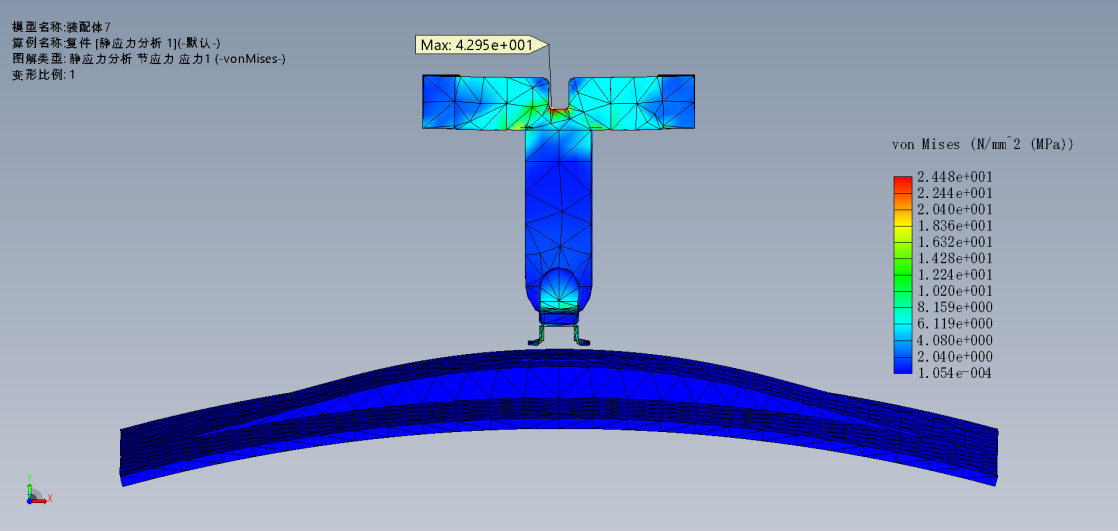 模型名称:装配体7
算例名称:复件 [静应力分析 1](-默认-)
图解类型: 静应力分析 节应力 应力1 (-vonMises-)
变形比例: 1
Max: 4.295e+001
von Mises (N/mm^2 (MPa))
2.448e+001
2.244e+001
2.040e+001
1.836e+001
1.632e+001
1.428e+001
1.224e+001
1.020e+001
8.159e+000
6.119e+000
4.080e+000
2.040e+000
1.054e-004
Y
X